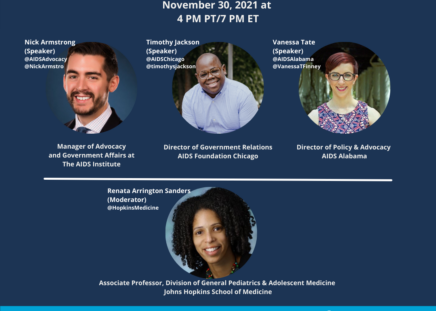 November 30, 2021 at
4 PM PT/7 PM ET
Nick Armstrong
(Speaker)
@AIDSAdvocacy
@NickArmstro
Timothy Jackson
(Speaker)
@AIDSChicago
@timothysjackson
Vanessa Tate
(Speaker)
@AIDSAlabama
@VanessaTFinney
Manager of Advocacy
and Government Affairs at
The AIDS Institute
Director of Government Relations
AIDS Foundation Chicago
Director of Policy & Advocacy
AIDS Alabama
Renata Arrington Sanders
(Moderator)
@HopkinsMedicine
Associate Professor, Division of General Pediatrics & Adolescent Medicine
Johns Hopkins School of Medicine